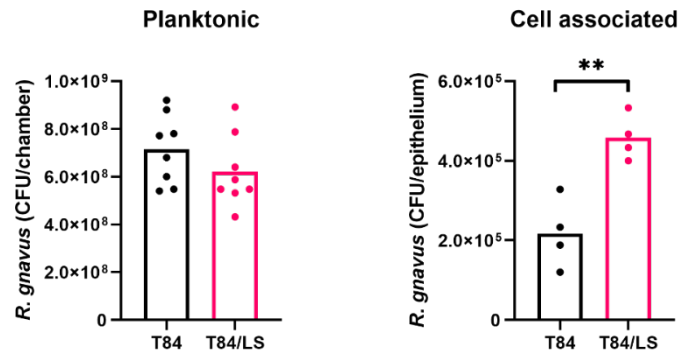 Planktonic
R. gnavus (CFU/chamber)
1.0×10⁹
8.0×10⁸
6.0×10⁸
4.0×10⁸
2.0×10⁸
0
T84 T84/LS
Cell associated
**
R. gnavus (CFU/epithelium)
6.0×10⁵
4.0×10⁵
2.0×10⁵
0
T84 T84/LS